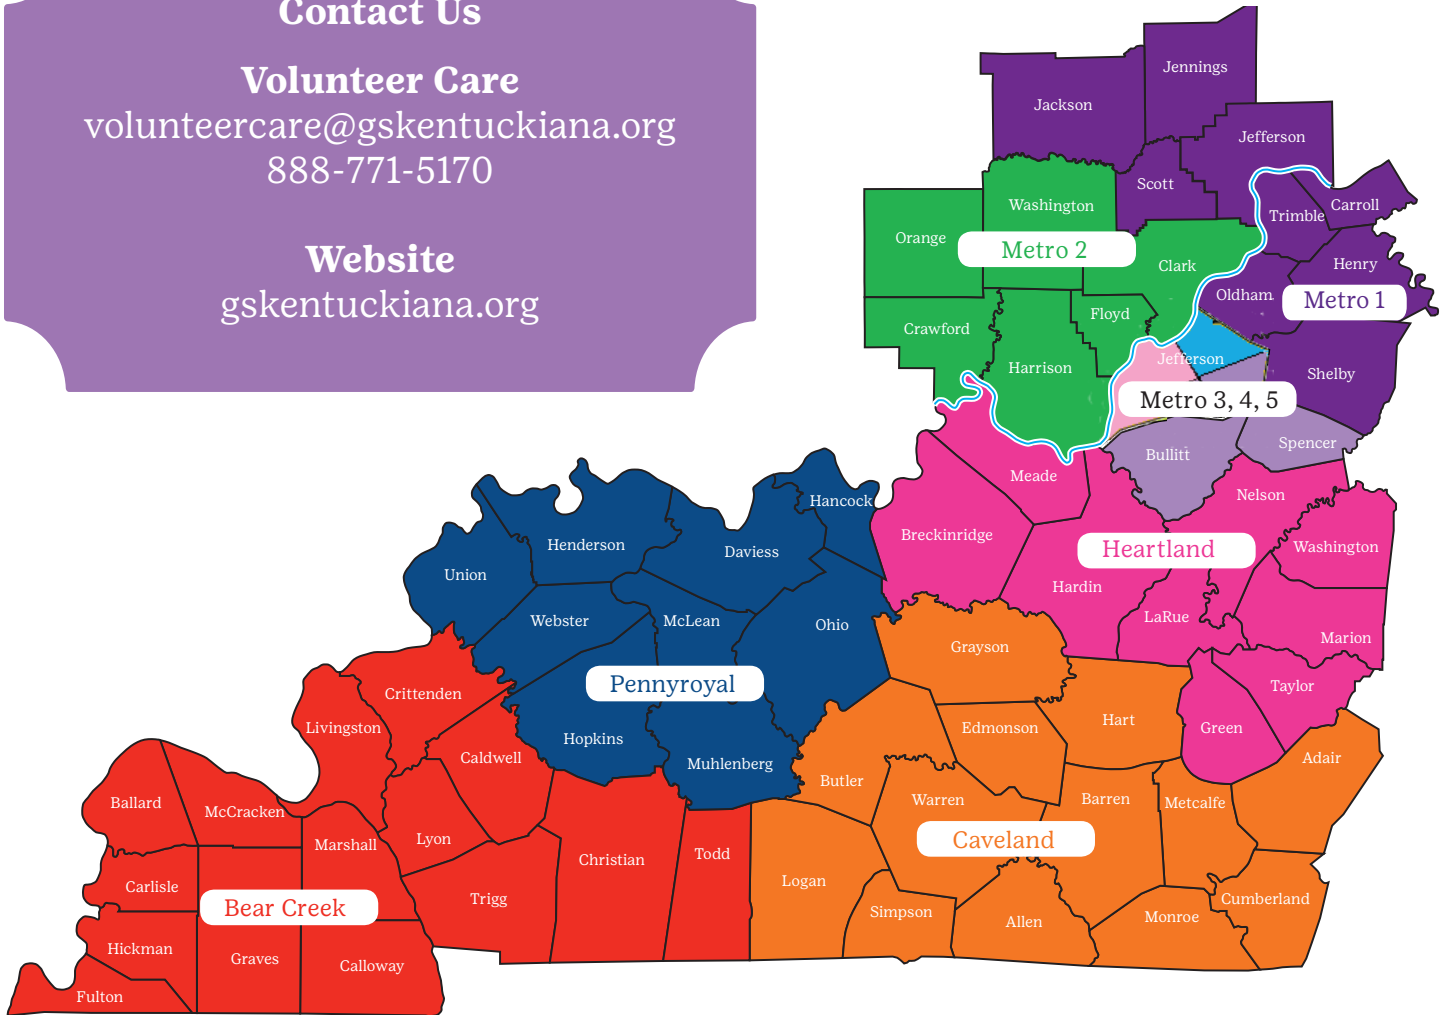 Contact Us
Volunteer Care
volunteercare@gskentuckiana.org
888-771-5170
Website
gskentuckiana.org
Jennings
Jackson
Jefferson
Scott
Carroll
Trimble
Washington
Orange
Metro 2
Clark
Henry
Oldham
Metro 1
Floyd
Crawford
Harrison
Jefferson
Shelby
Metro 3, 4, 5
Spencer
Bullitt
Meade
Nelson
Hancock
Breckinridge
Heartland
Washington
Henderson
Daviess
Union
Hardin
LaRue
Marion
Webster
McLean
Ohio
Grayson
Pennyroyal
Taylor
Crittenden
Livingston
Hopkins
Edmonson
Hart
Green
Caldwell
Muhlenberg
Butler
Adair
Ballard
McCracken
Warren
Barren
Metcalfe
Lyon
Marshall
Caveland
Christian
Todd
Logan
Carlisle
Trigg
Bear Creek
Simpson
Allen
Monroe
Cumberland
Hickman
Graves
Calloway
Fulton